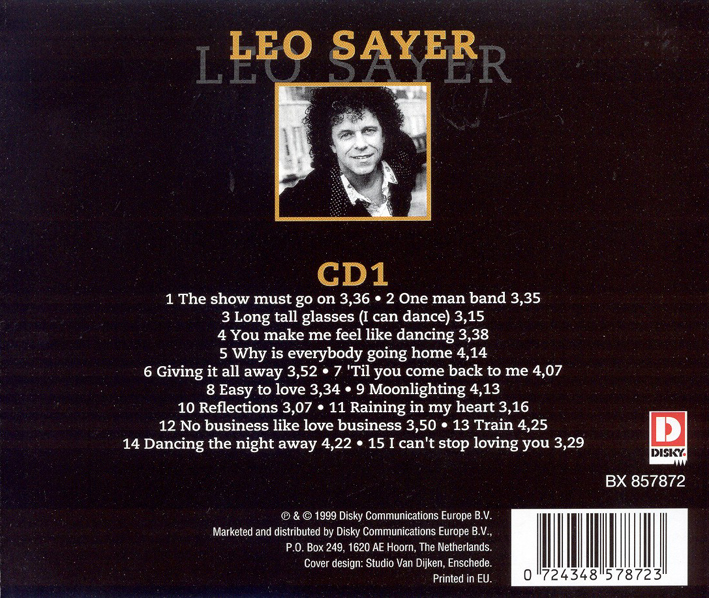 LEO SAYER
LEO SAYER
CD1
1 The show must go on 3,36 • 2 One man band 3,35
3 Long tall glasses (I can dance) 3,15
4 You make me feel like dancing 3,38
5 Why is everybody going home 4,14
6 Giving it all away 3,52 • 7 'Til you come back to me 4,07
8 Easy to love 3,34 • 9 Moonlighting 4,13
10 Reflections 3,07 • 11 Raining in my heart 3,16
12 No business like love business 3,50 • 13 Train 4,25
14 Dancing the night away 4,22 • 15 I can't stop loving you 3,29
D
DISKY
BX 857872
℗ & © 1999 Disky Communications Europe B.V.
Marketed and distributed by Disky Communications Europe B.V.,
P.O. Box 249, 1620 AE Hoorn, The Netherlands.
Cover design: Studio Van Dijken, Enschede.
Printed in EU.
0 724348 578723